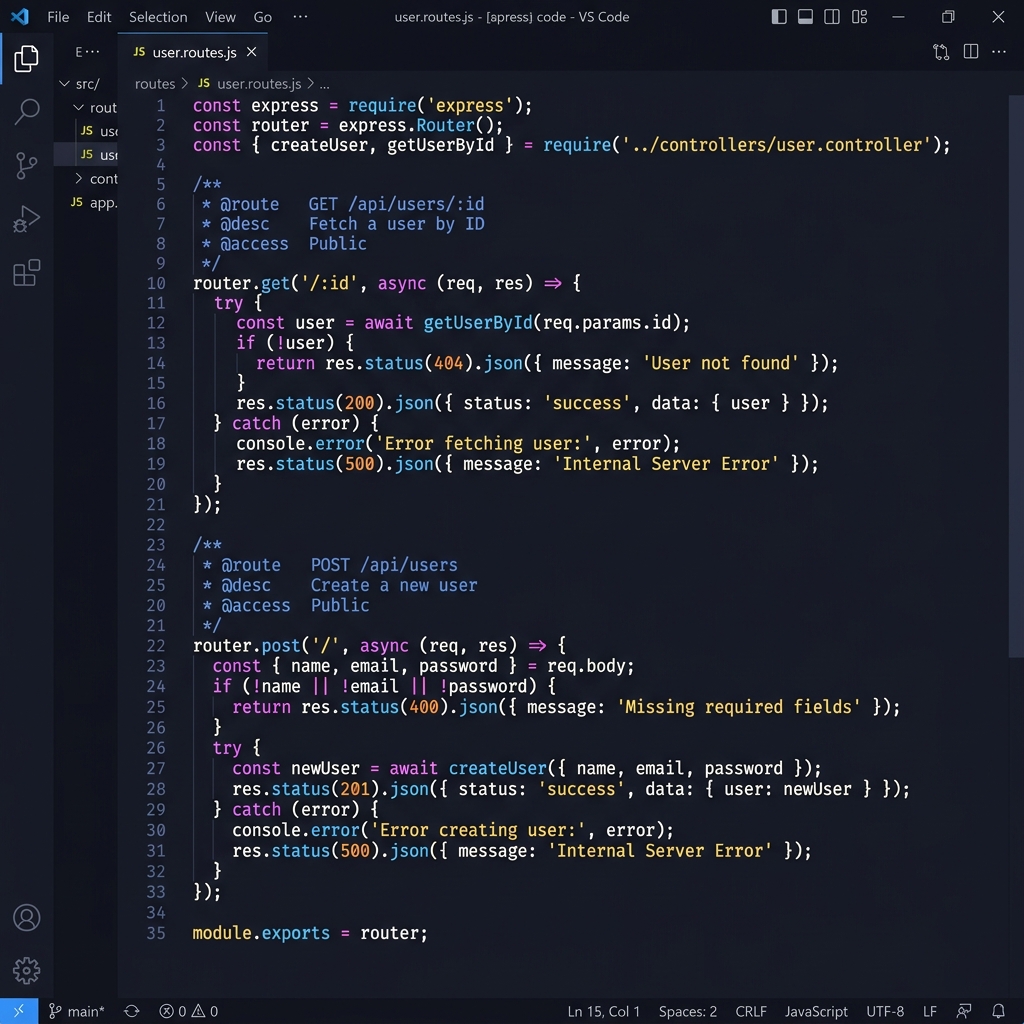 File Edit Selection View Go ··· user.routes.js - [apress] code - VS Code
E··· JS user.routes.js ×
src/
routes > JS user.routes.js > ...
rout
JS
JS
cont
JS app.
1 const express = require('express');
2 const router = express.Router();
3 const { createUser, getUserById } = require('../controllers/user.controller');
4
5 /**
6  * @route   GET /api/users/:id
7  * @desc    Fetch a user by ID
8  * @access  Public
9  */
10 router.get('/:id', async (req, res) => {
11   try {
12     const user = await getUserById(req.params.id);
13     if (!user) {
14       return res.status(404).json({ message: 'User not found' });
15     }
16     res.status(200).json({ status: 'success', data: { user } });
17   } catch (error) {
18     console.error('Error fetching user:', error);
19     res.status(500).json({ message: 'Internal Server Error' });
20   }
21 });
22
23 /**
24  * @route   POST /api/users
25  * @desc    Create a new user
20  * @access  Public
21  */
22 router.post('/', async (req, res) => {
23   const { name, email, password } = req.body;
24   if (!name || !email || !password) {
25     return res.status(400).json({ message: 'Missing required fields' });
26   }
26   try {
27     const newUser = await createUser({ name, email, password });
28     res.status(201).json({ status: 'success', data: { user: newUser } });
29   } catch (error) {
30     console.error('Error creating user:', error);
31     res.status(500).json({ message: 'Internal Server Error' });
32   }
33 });
34
35 module.exports = router;
main* 0 0 Ln 15, Col 1 Spaces: 2 CRLF JavaScript UTF-8 LF